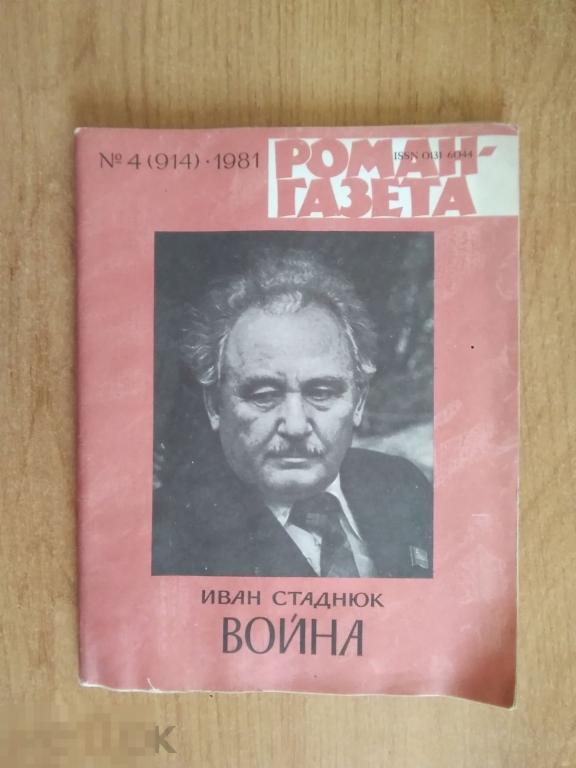 № 4 (914) · 1981
РОМАН-
ГАЗЕТА
ISSN 0131-6044
ИВАН СТАДНЮК
ВОЙНА